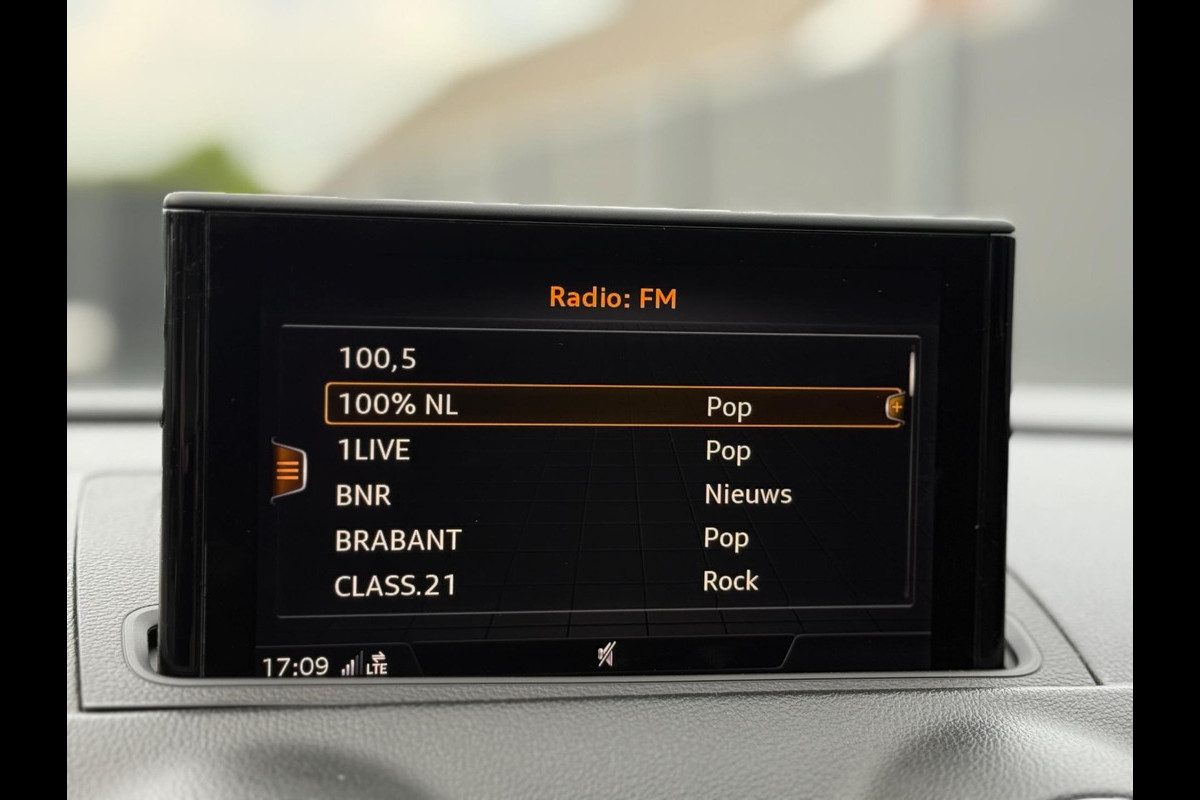 Radio: FM
100,5
100% NL Pop
1LIVE Pop
BNR Nieuws
BRABANT Pop
CLASS.21 Rock
17:09 LTE